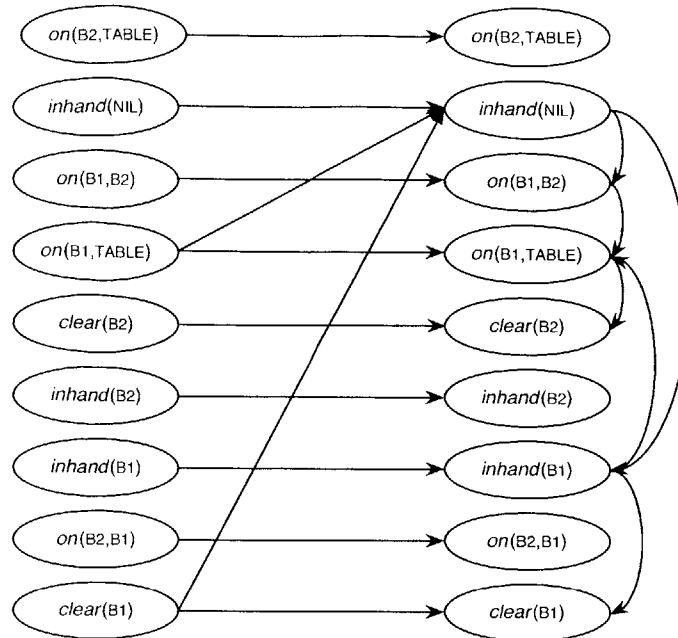 on(B2,TABLE) on(B2,TABLE)
inhand(NIL) inhand(NIL)
on(B1,B2) on(B1,B2)
on(B1,TABLE) on(B1,TABLE)
clear(B2) clear(B2)
inhand(B2) inhand(B2)
inhand(B1) inhand(B1)
on(B2,B1) on(B2,B1)
clear(B1) clear(B1)